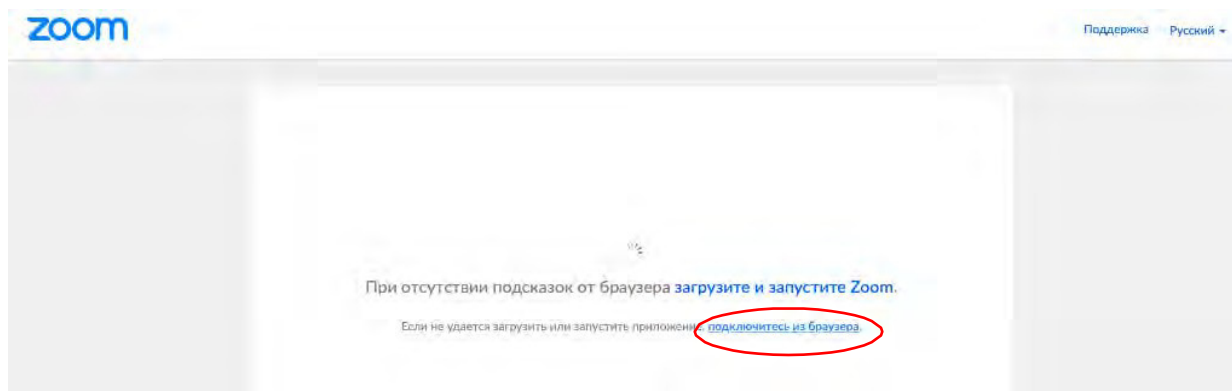 zoom
Поддержка Русский
При отсутствии подсказок от браузера загрузите и запустите Zoom.
Если не удается загрузить или запустить приложение, подключитесь из браузера.